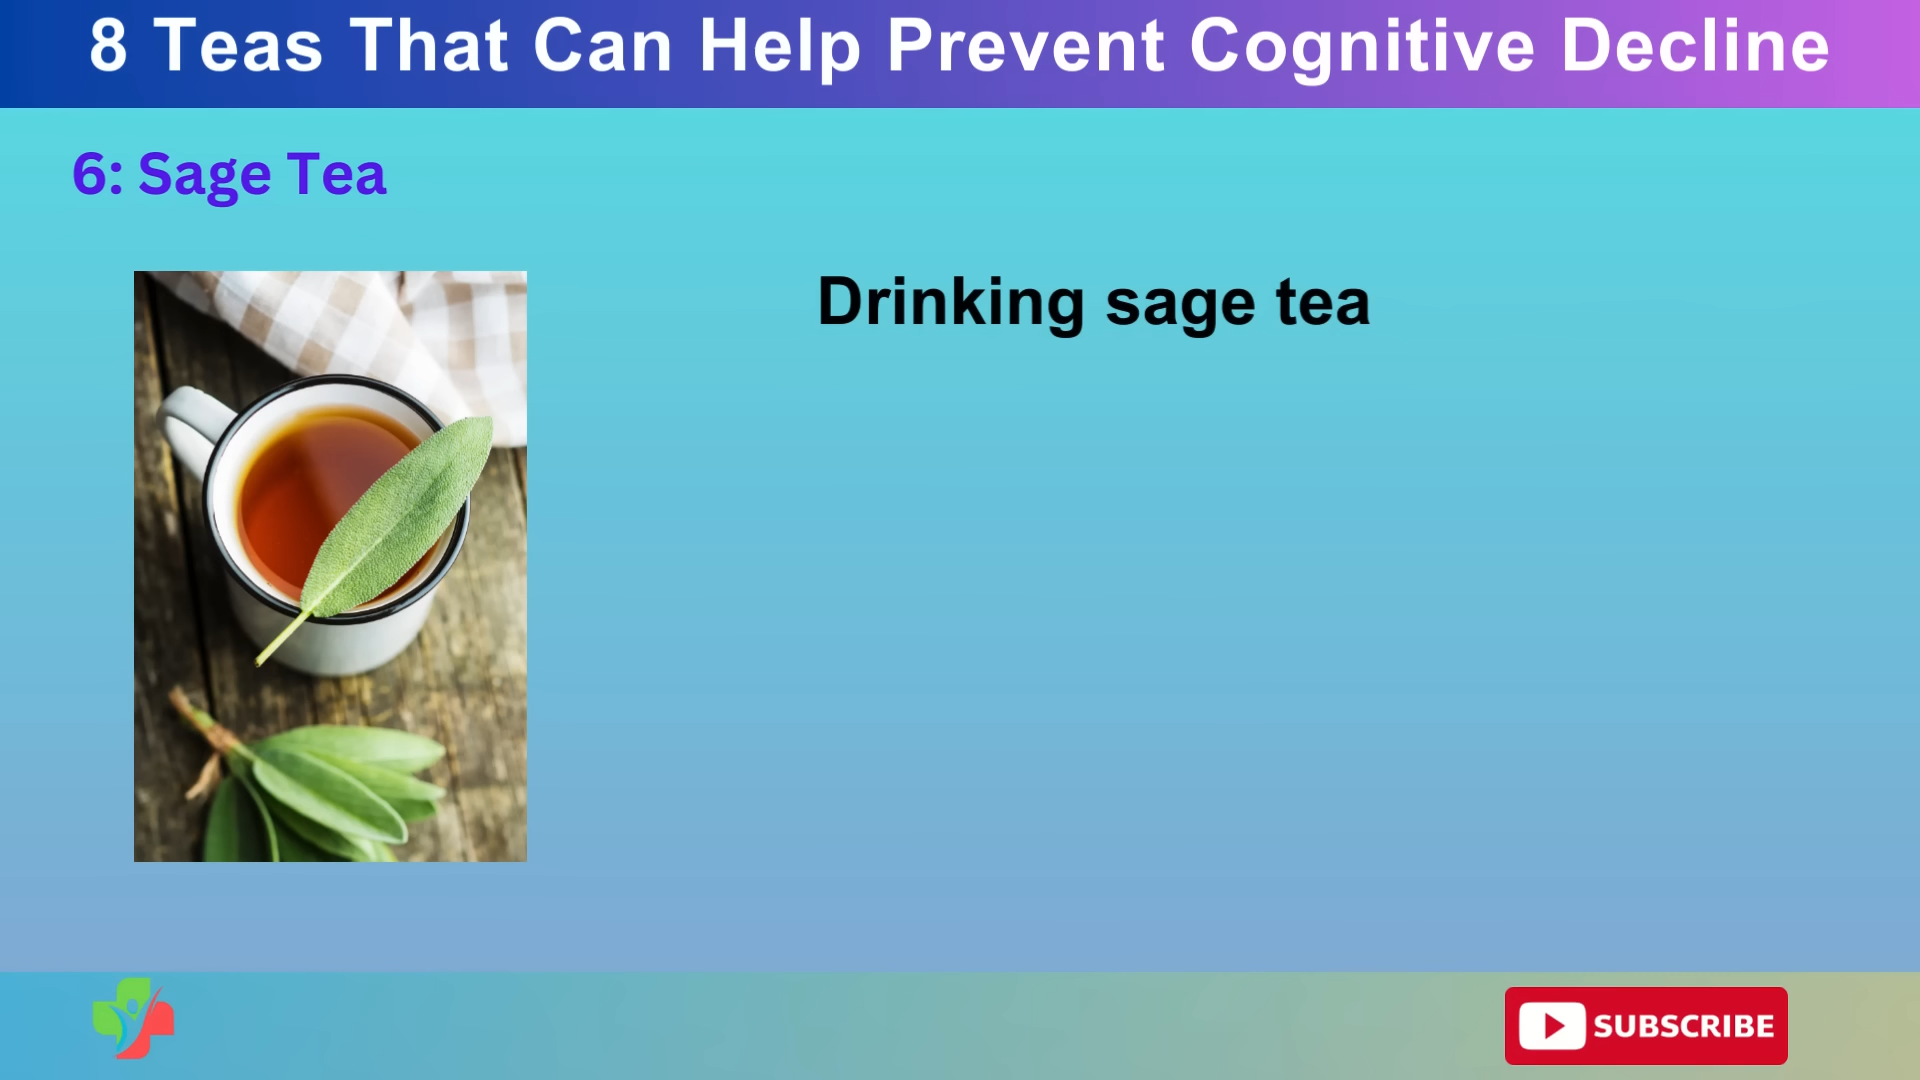 8 Teas That Can Help Prevent Cognitive Decline
6: Sage Tea
Drinking sage tea
SUBSCRIBE